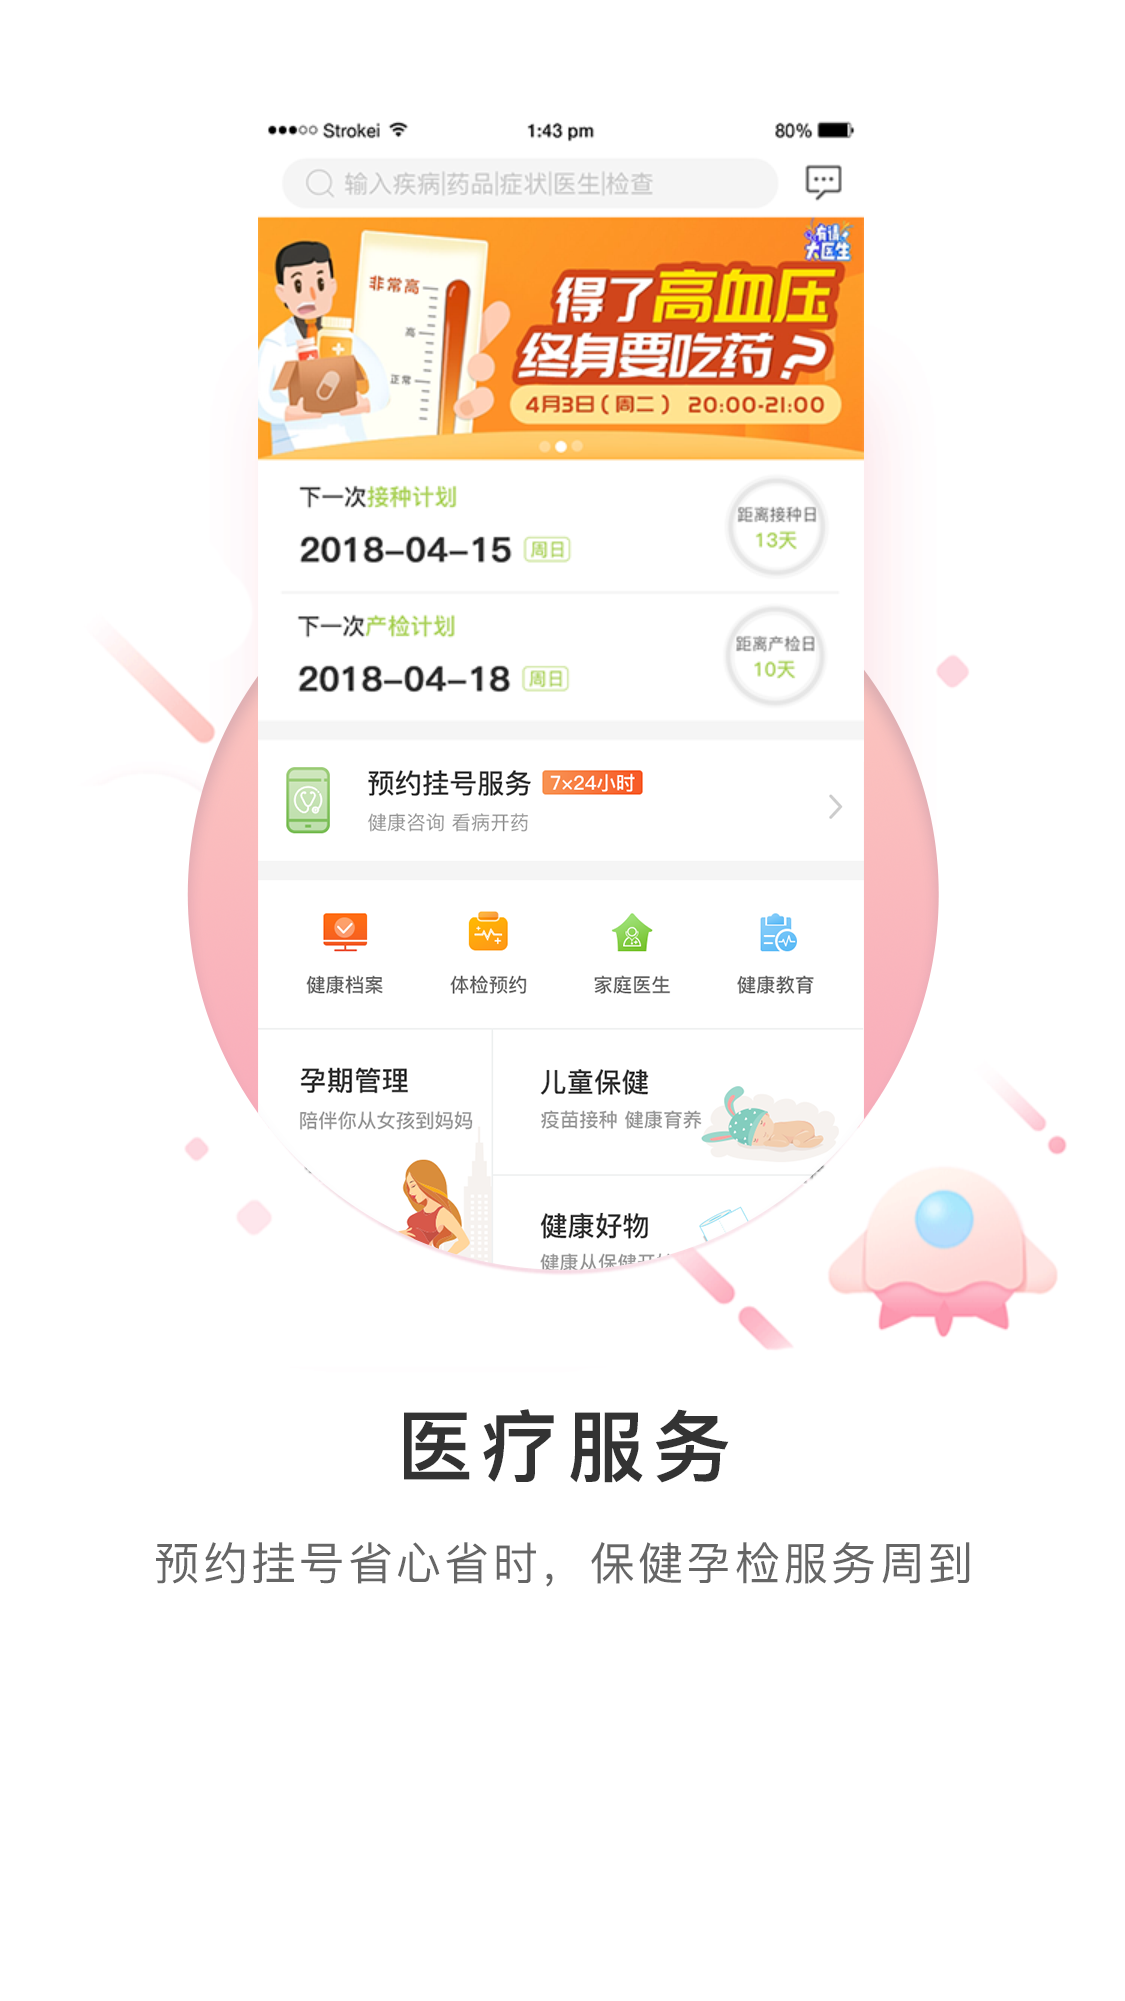 Strokei
1:43 pm
80%
输入疾病|药品|症状|医生|检查
有请
大医生
非常高
高
正常
得了高血压
终身要吃药?
4月3日(周二) 20:00-21:00
下一次接种计划
2018-04-15 周日
距离接种日
13天
下一次产检计划
2018-04-18 周日
距离产检日
10天
预约挂号服务 7×24小时
健康咨询 看病开药
健康档案 体检预约 家庭医生 健康教育
孕期管理
陪伴你从女孩到妈妈
儿童保健
疫苗接种 健康育养
健康好物
健康从保健开
医疗服务
预约挂号省心省时，保健孕检服务周到